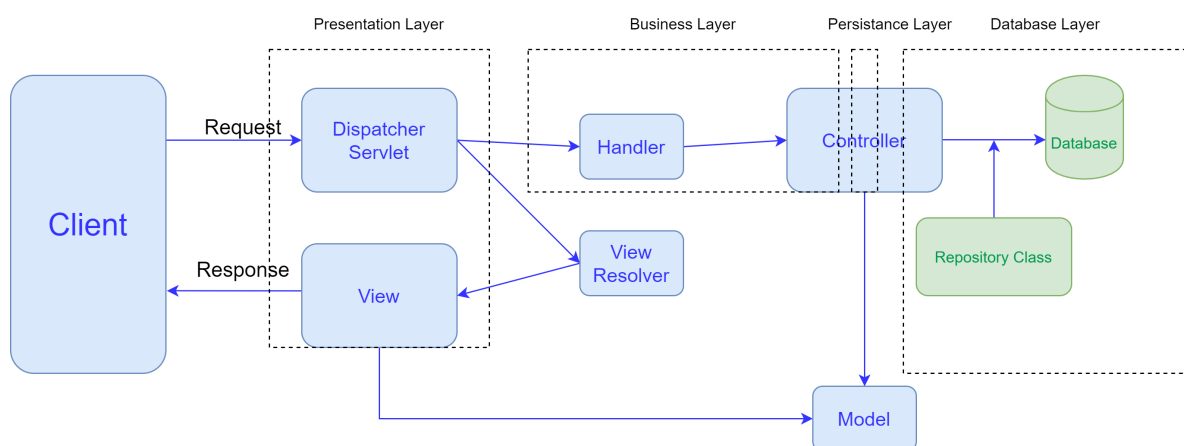 Presentation Layer
Business Layer
Persistance Layer
Database Layer
Client
Request
Dispatcher
Servlet
Handler
Controller
Database
Response
View
View
Resolver
Repository Class
Model